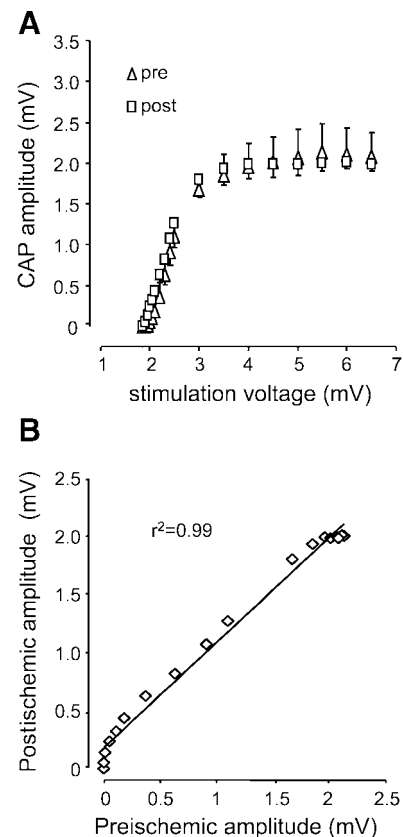 A
3.5
3.0
2.5
2.0
1.5
1.0
0.5
0
CAP amplitude (mV)
pre
post
1 2 3 4 5 6 7
stimulation voltage (mV)
B
2.5
2.0
1.5
1.0
0.5
0
Postischemic amplitude (mV)
r²=0.99
0 0.5 1 1.5 2 2.5
Preischemic amplitude (mV)